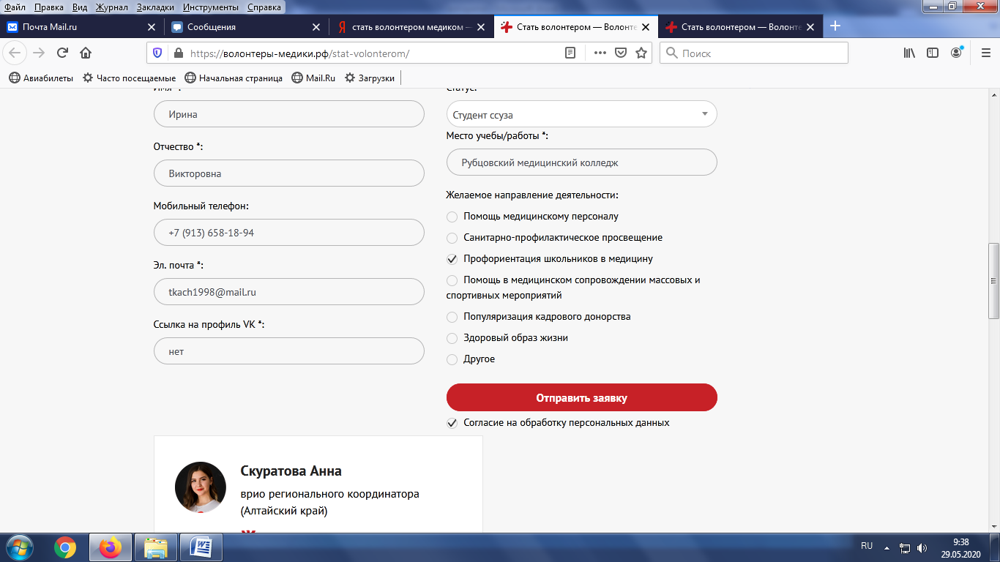 Файл Правка Вид Журнал Закладки Инструменты Справка
Почта Mail.ru
Сообщения
стать волонтером медиком —
Стать волонтером — Волонте
Стать волонтером — Волонте
https://волонтеры-медики.рф/stat-volonterom/
Поиск
Авиабилеты Часто посещаемые Начальная страница Mail.Ru Загрузки
Имя *:
Ирина
Отчество *:
Викторовна
Мобильный телефон:
+7 (913) 658-18-94
Эл. почта *:
tkach1998@mail.ru
Ссылка на профиль VK *:
нет
Статус:
Студент ссуза
Место учебы/работы *:
Рубцовский медицинский колледж
Желаемое направление деятельности:
Помощь медицинскому персоналу
Санитарно-профилактическое просвещение
Профориентация школьников в медицину
Помощь в медицинском сопровождении массовых и
спортивных мероприятий
Популяризация кадрового донорства
Здоровый образ жизни
Другое
Отправить заявку
Согласие на обработку персональных данных
Скуратова Анна
врио регионального координатора
(Алтайский край)
RU
9:38
29.05.2020